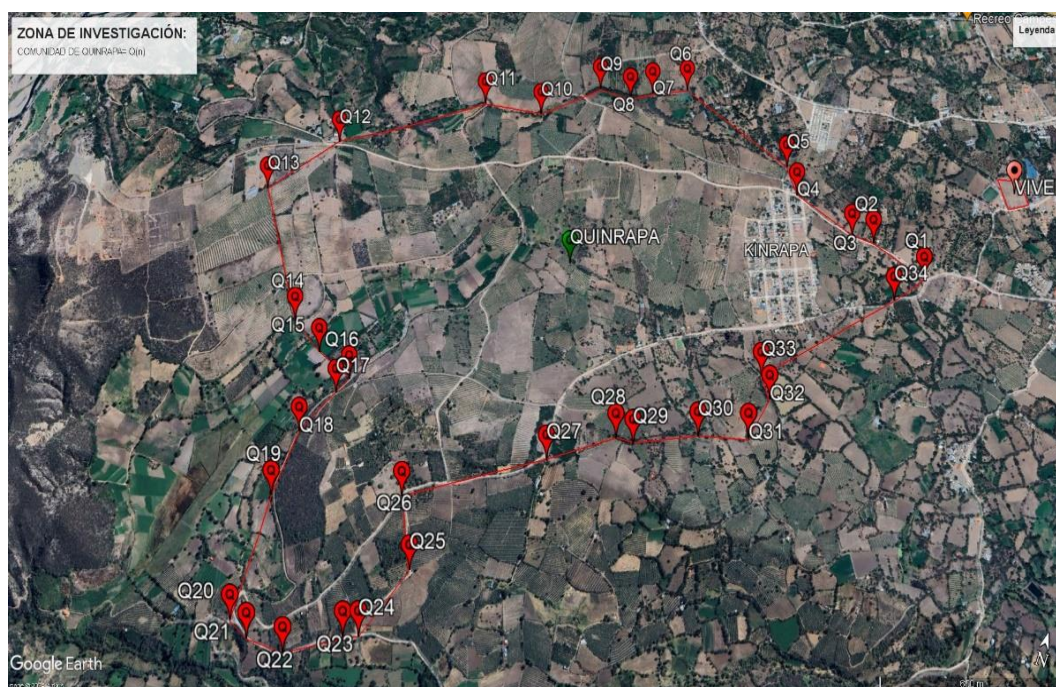 ZONA DE INVESTIGACIÓN:
COMUNIDAD DE QUINRAPA= Q(n)
Recreo Campe
Leyenda
Q6
Q9
Q7
Q8
Q11
Q10
Q12
Q5
Q13
Q4
VIVE
Q2
QUINRAPA
Q3
KINRAPA
Q1
Q34
Q14
Q15
Q16
Q33
Q17
Q32
Q28
Q30
Q18
Q29
Q31
Q27
Q19
Q26
Q25
Q20
Q24
Q21
Q23
Q22
Google Earth
N